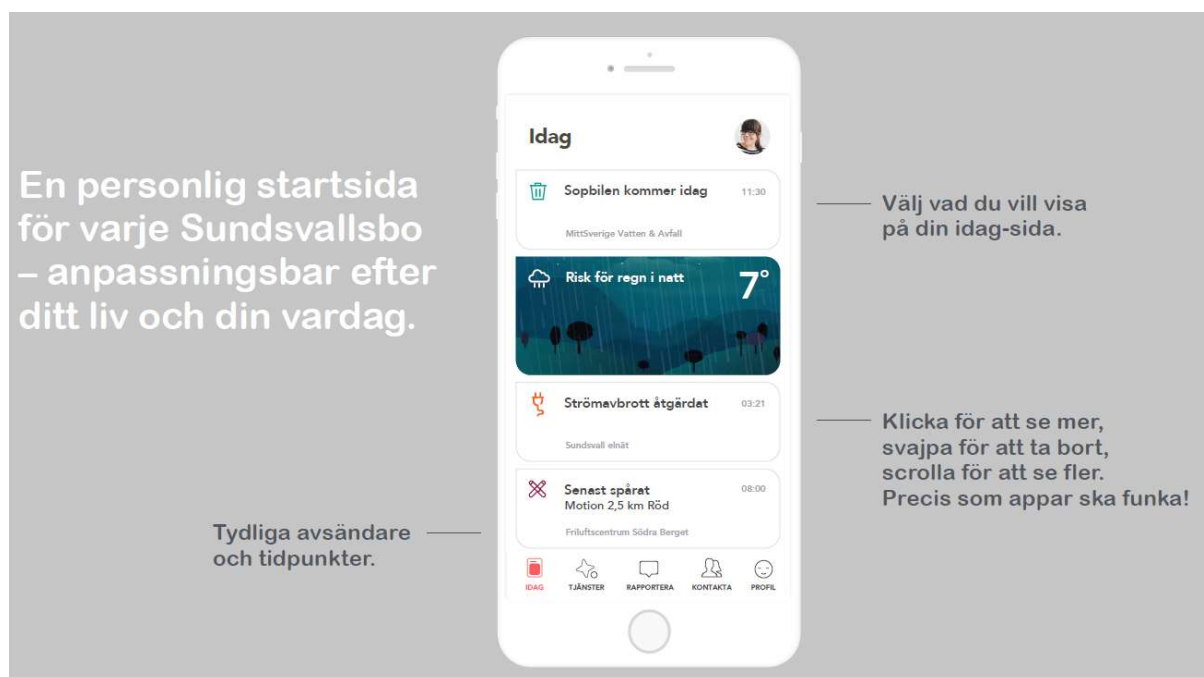 En personlig startsida
för varje Sundsvallsbo
– anpassningsbar efter
ditt liv och din vardag.
Tydliga avsändare
och tidpunkter.
Idag
Sopbilen kommer idag 11:30
MittSverige Vatten & Avfall
Risk för regn i natt 7°
Strömavbrott åtgärdat 03:21
Sundsvall elnät
Senast spårat 08:00
Motion 2,5 km Röd
Friluftscentrum Södra Berget
IDAG TJÄNSTER RAPPORTERA KONTAKTA PROFIL
Välj vad du vill visa
på din idag-sida.
Klicka för att se mer,
svajpa för att ta bort,
scrolla för att se fler.
Precis som appar ska funka!